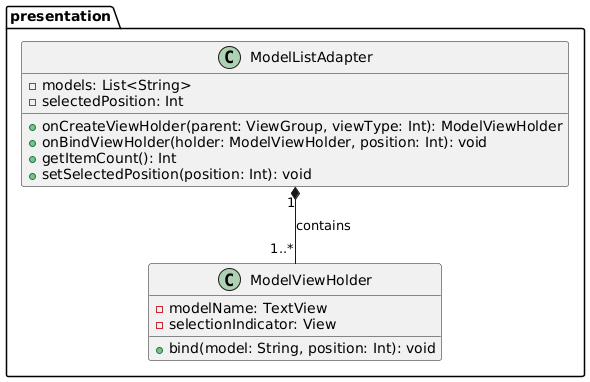 presentation
C ModelListAdapter
models: List<String>
selectedPosition: Int
onCreateViewHolder(parent: ViewGroup, viewType: Int): ModelViewHolder
onBindViewHolder(holder: ModelViewHolder, position: Int): void
getItemCount(): Int
setSelectedPosition(position: Int): void
1
contains
1..*
C ModelViewHolder
modelName: TextView
selectionIndicator: View
bind(model: String, position: Int): void